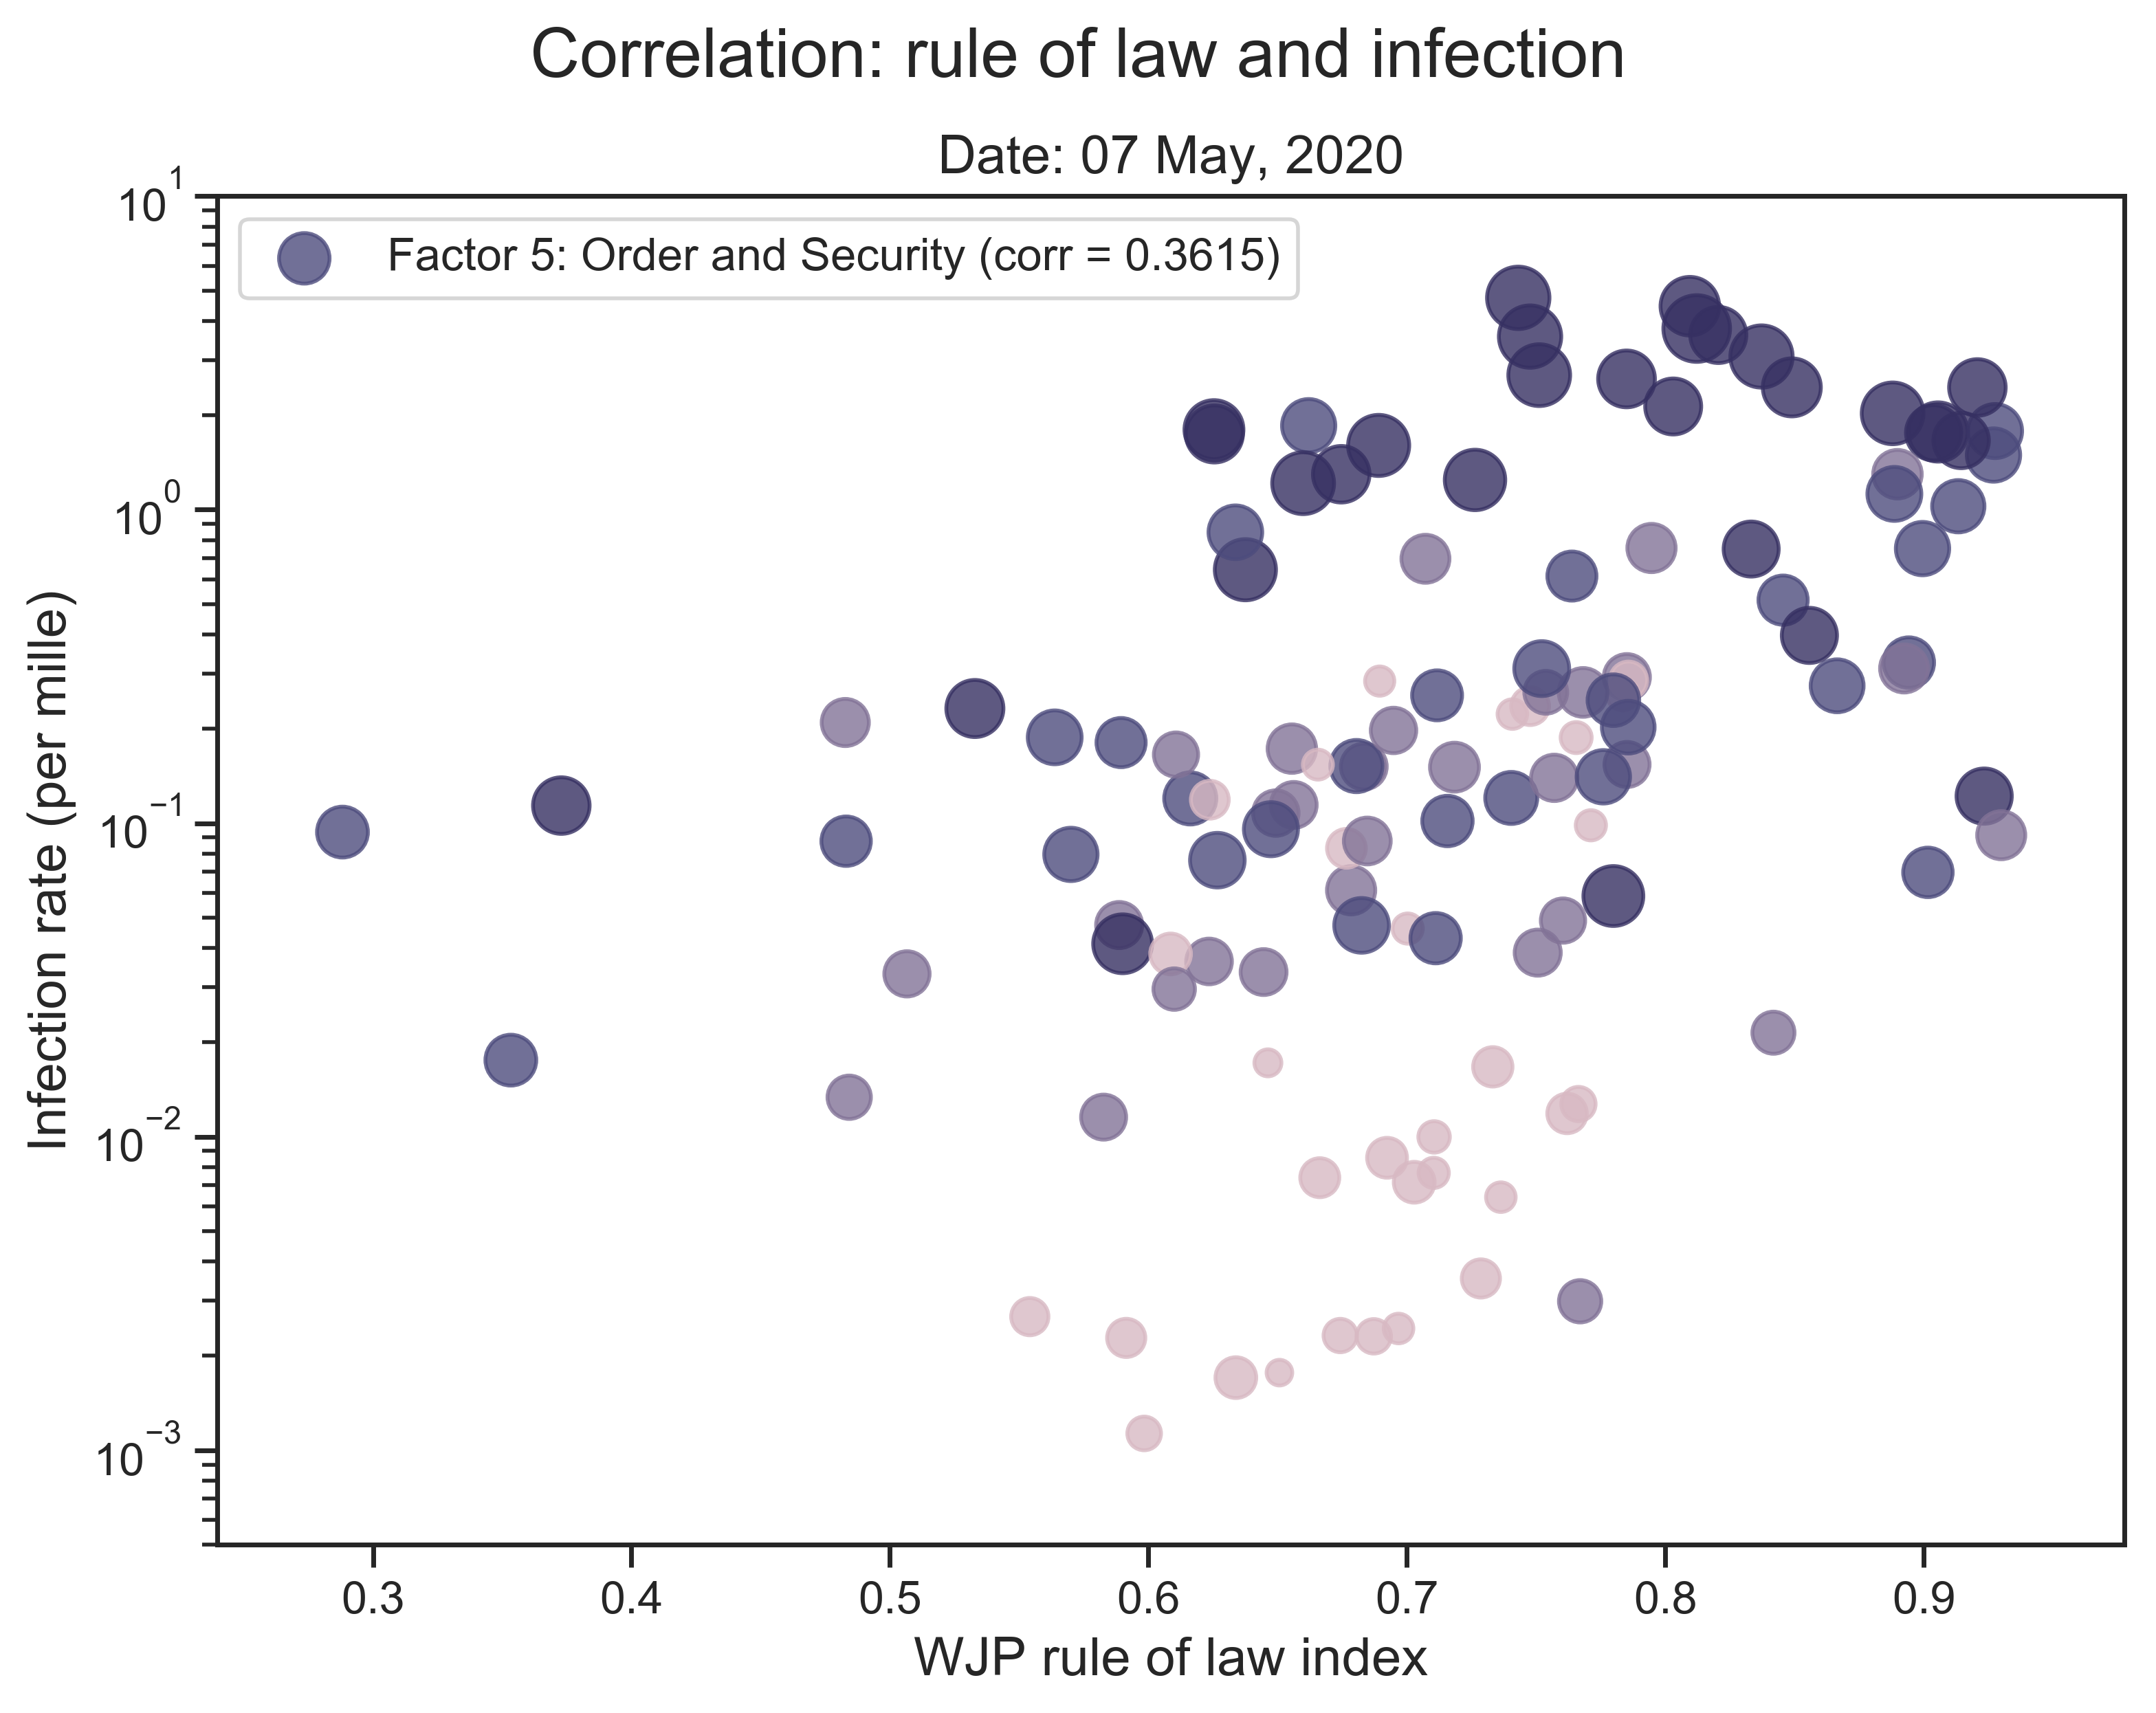 Correlation: rule of law and infection
Date: 07 May, 2020
Factor 5: Order and Security (corr = 0.3615)
10^1
10^0
10^−1
10^−2
10^−3
Infection rate (per mille)
0.3 0.4 0.5 0.6 0.7 0.8 0.9
WJP rule of law index